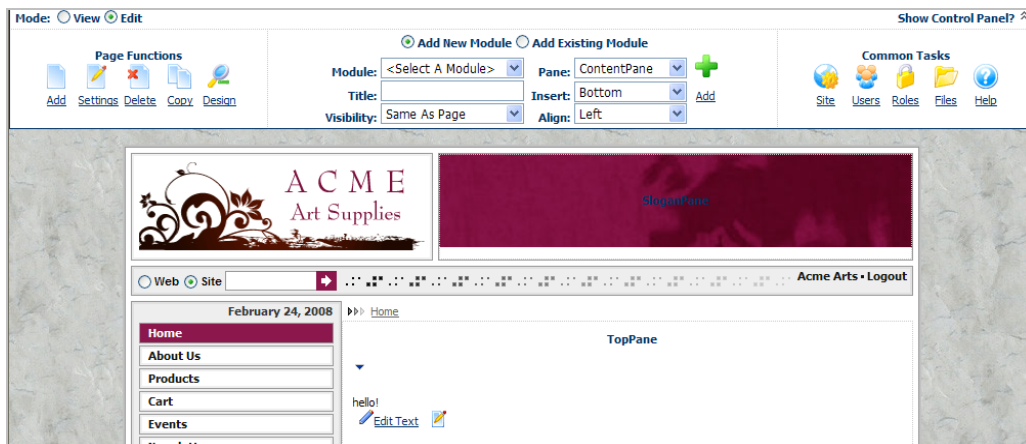 Mode: View Edit
Show Control Panel?
Page Functions
Add Settings Delete Copy Design
Add New Module Add Existing Module
Module: <Select A Module> Pane: ContentPane
Title: Insert: Bottom Add
Visibility: Same As Page Align: Left
Common Tasks
Site Users Roles Files Help
ACME
Art Supplies
SloganPane
Web Site
Acme Arts • Logout
February 24, 2008
Home
Home
About Us
Products
Cart
Events
TopPane
hello!
Edit Text